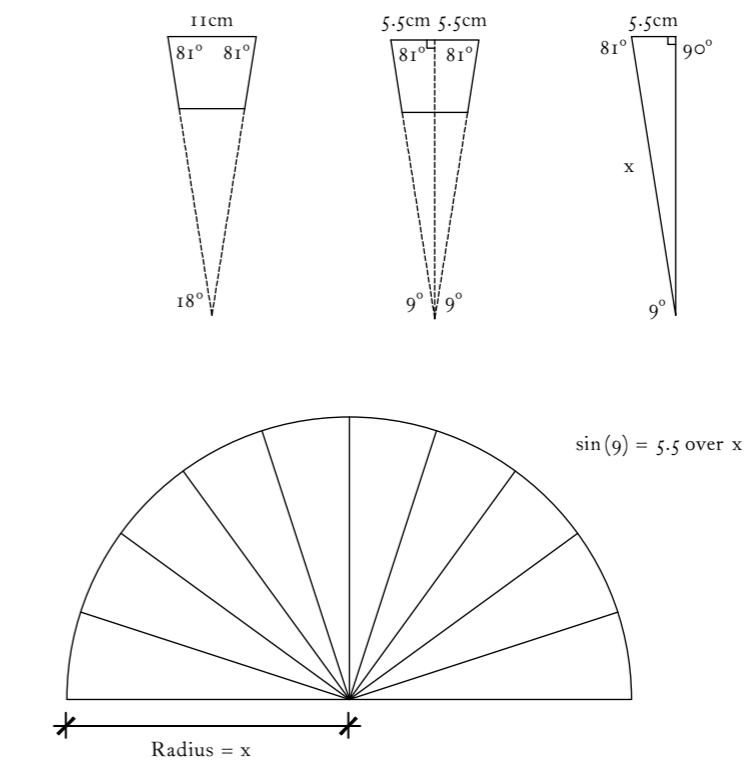 11cm
81° 81°
18°
5.5cm 5.5cm
81° 81°
9° 9°
5.5cm
81° 90°
x
9°
sin(9) = 5.5 over x
Radius = x